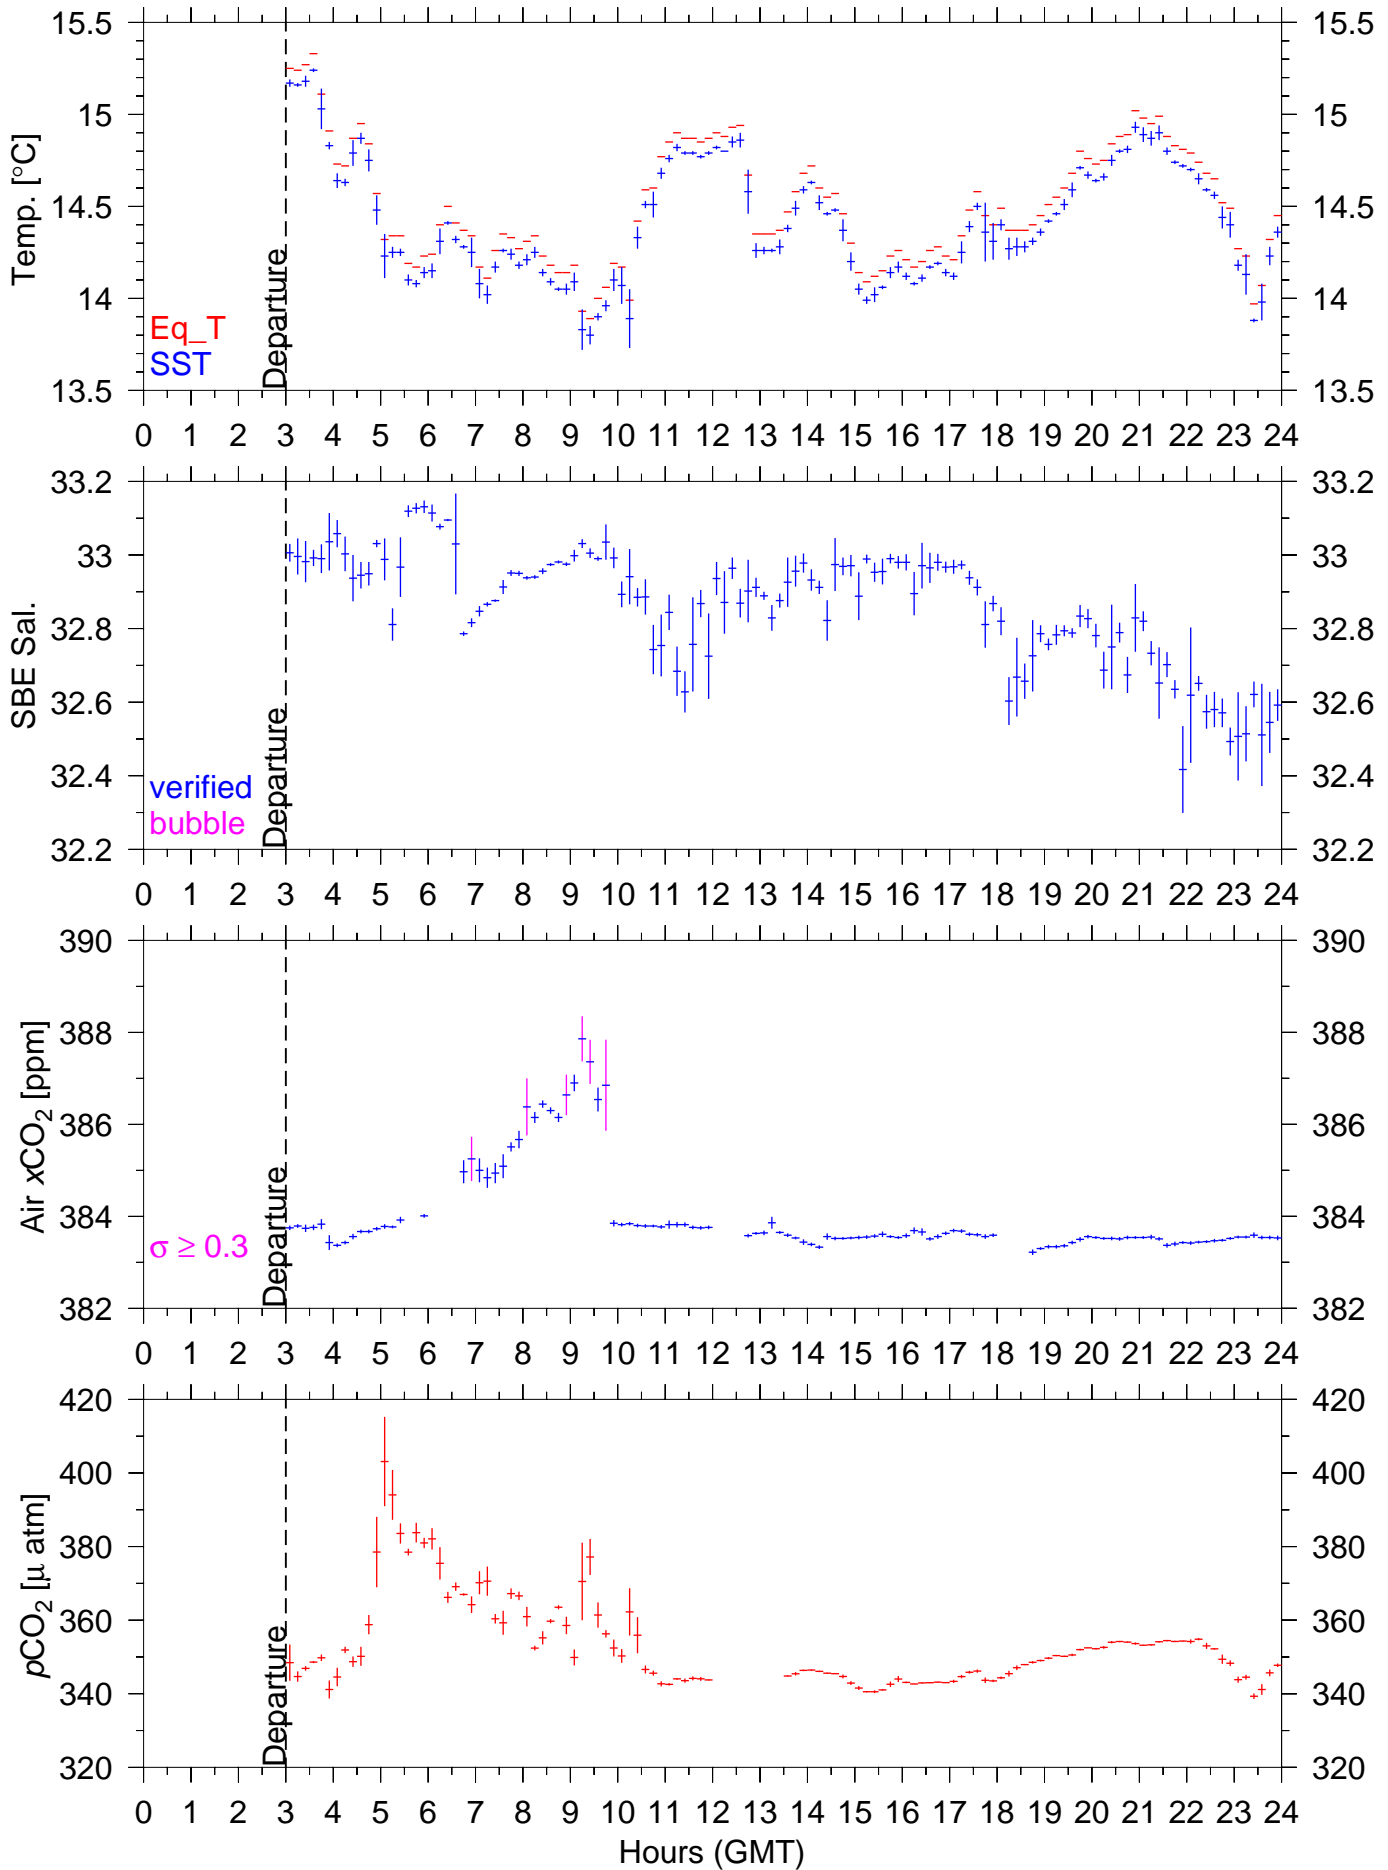 15.5 15.5
15 15
14.5 14.5
14 14
13.5 13.5
Temp. [°C]
Eq_T
SST
Departure
0 1 2 3 4 5 6 7 8 9 10 11 12 13 14 15 16 17 18 19 20 21 22 23 24
33.2 33.2
33 33
32.8 32.8
32.6 32.6
32.4 32.4
32.2 32.2
SBE Sal.
verified
bubble
Departure
0 1 2 3 4 5 6 7 8 9 10 11 12 13 14 15 16 17 18 19 20 21 22 23 24
390 390
388 388
386 386
384 384
382 382
Air xCO₂ [ppm]
σ ≥ 0.3
Departure
0 1 2 3 4 5 6 7 8 9 10 11 12 13 14 15 16 17 18 19 20 21 22 23 24
420 420
400 400
380 380
360 360
340 340
320 320
pCO₂ [µ atm]
Departure
0 1 2 3 4 5 6 7 8 9 10 11 12 13 14 15 16 17 18 19 20 21 22 23 24
Hours (GMT)